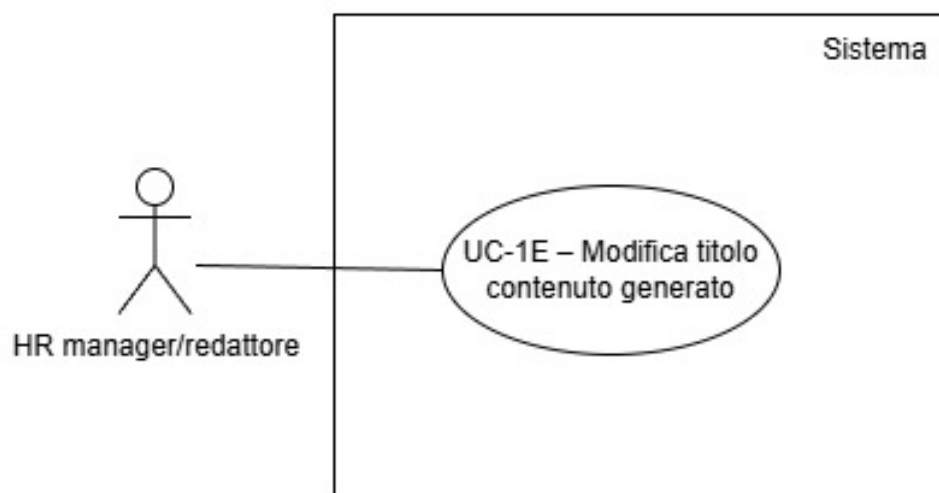 Sistema
UC-1E – Modifica titolo
contenuto generato
HR manager/redattore